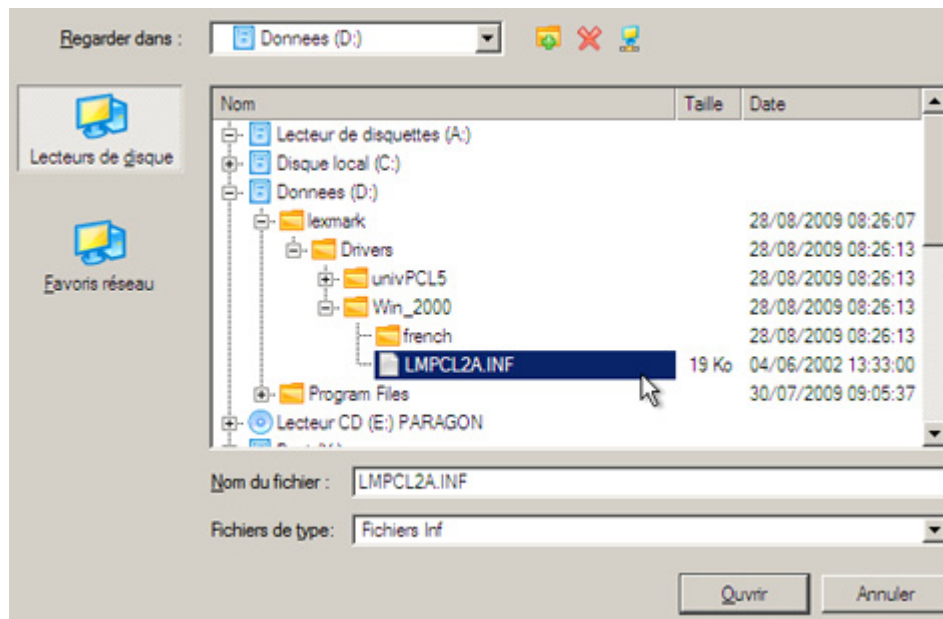 Regarder dans : Donnees (D:)
Nom Taille Date
Lecteur de disquettes (A:)
Disque local (C:)
Lecteurs de disque
Donnees (D:)
lexmark 28/08/2009 08:26:07
Drivers 28/08/2009 08:26:13
univPCL5 28/08/2009 08:26:13
Favoris réseau
Win_2000 28/08/2009 08:26:13
french 28/08/2009 08:26:13
LMPCL2A.INF 19 Ko 04/06/2002 13:33:00
Program Files 30/07/2009 09:05:37
Lecteur CD (E:) PARAGON
Nom du fichier : LMPCL2A.INF
Fichiers de type: Fichiers Inf
Ouvrir Annuler